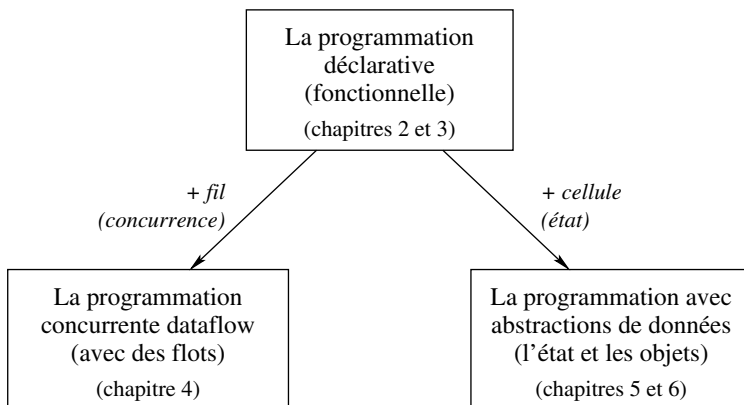 La programmation
déclarative
(fonctionnelle)
(chapitres 2 et 3)
+ fil
(concurrence)
+ cellule
(état)
La programmation
concurrente dataflow
(avec des flots)
(chapitre 4)
La programmation avec
abstractions de données
(l'état et les objets)
(chapitres 5 et 6)